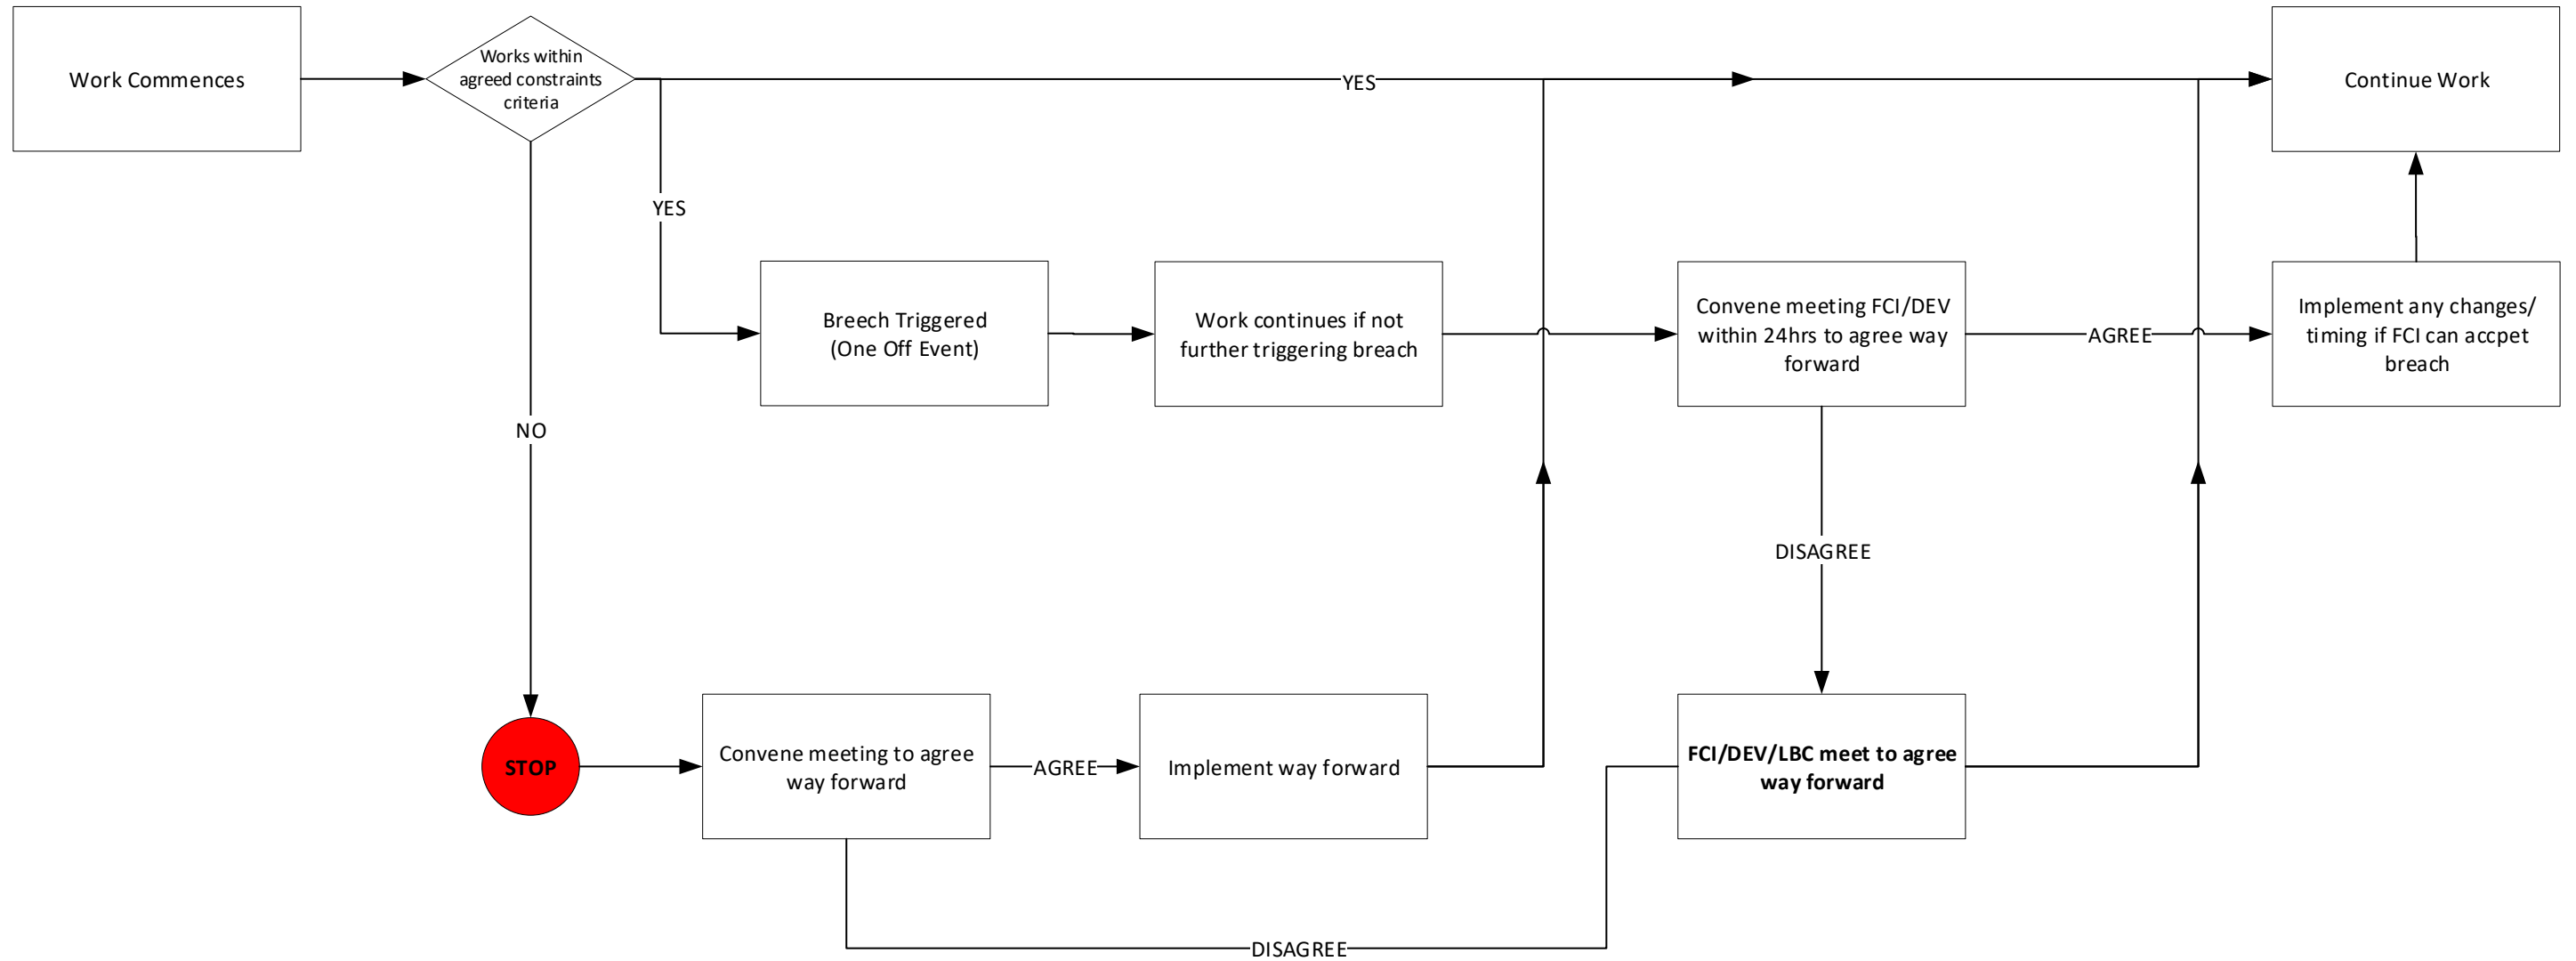 Work Commences
Works within
agreed constraints
criteria
YES
Continue Work
YES
Breech Triggered
(One Off Event)
Work continues if not
further triggering breach
Convene meeting FCI/DEV
within 24hrs to agree way
forward
AGREE
Implement any changes/
timing if FCI can accpet
breach
NO
DISAGREE
STOP
Convene meeting to agree
way forward
AGREE
Implement way forward
FCI/DEV/LBC meet to agree
way forward
DISAGREE